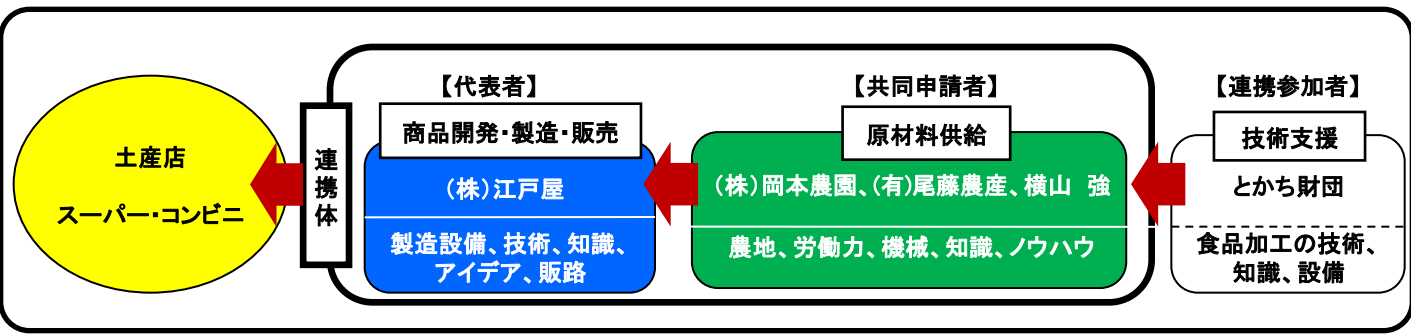 土産店
スーパー・コンビニ
連携体
【代表者】
商品開発・製造・販売
(株)江戸屋
製造設備、技術、知識、
アイデア、販路
【共同申請者】
原材料供給
(株)岡本農園、(有)尾藤農産、横山　強
農地、労働力、機械、知識、ノウハウ
【連携参加者】
技術支援
とかち財団
食品加工の技術、
知識、設備